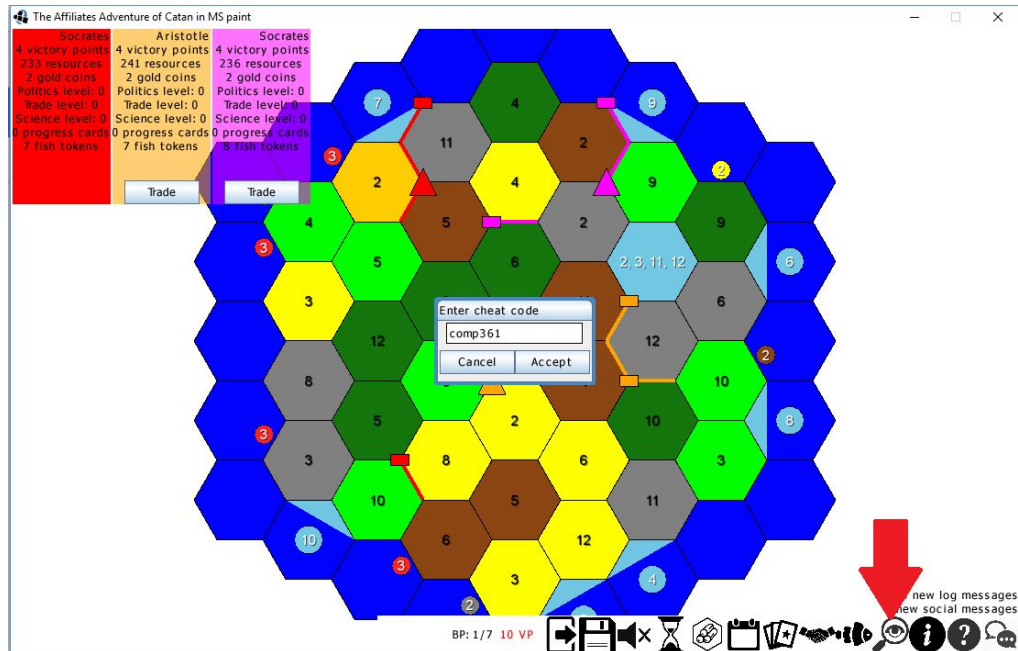 The Affiliates Adventure of Catan in MS paint
Socrates
4 victory points
233 resources
2 gold coins
Politics level: 0
Trade level: 0
Science level: 0
0 progress cards
7 fish tokens
Aristotle
4 victory points
241 resources
2 gold coins
Politics level: 0
Trade level: 0
Science level: 0
0 progress cards
7 fish tokens
Trade
Socrates
4 victory points
236 resources
2 gold coins
Politics level: 0
Trade level: 0
Science level: 0
0 progress cards
8 fish tokens
Trade
7
4
9
11
2
3
2
4
9
2
4
5
2
9
3
5
6
2, 3, 11, 12
6
3
6
12
12
2
8
10
5
2
10
8
3
3
8
6
3
10
5
11
10
6
12
4
3
3
2
Enter cheat code
comp361
Cancel
Accept
new log messages
new social messages
BP: 1/7 10 VP
i
?